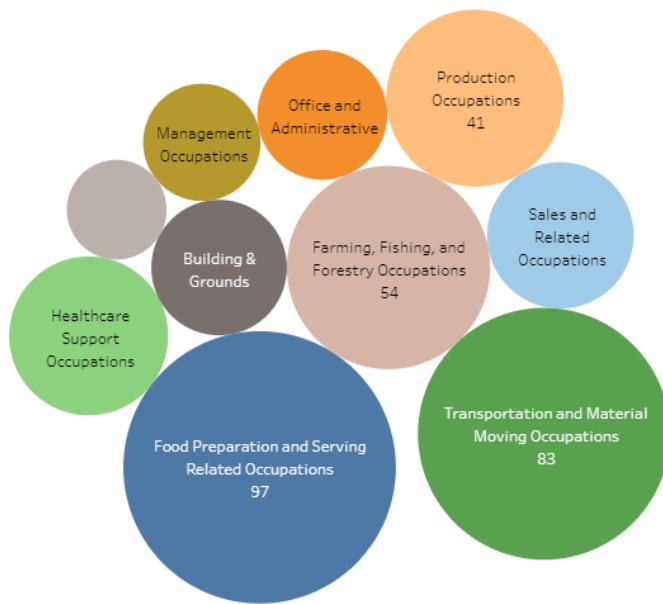 Production
Occupations
41
Office and
Administrative
Management
Occupations
Sales and
Related
Occupations
Building &
Grounds
Farming, Fishing, and
Forestry Occupations
54
Healthcare
Support
Occupations
Transportation and Material
Moving Occupations
83
Food Preparation and Serving
Related Occupations
97